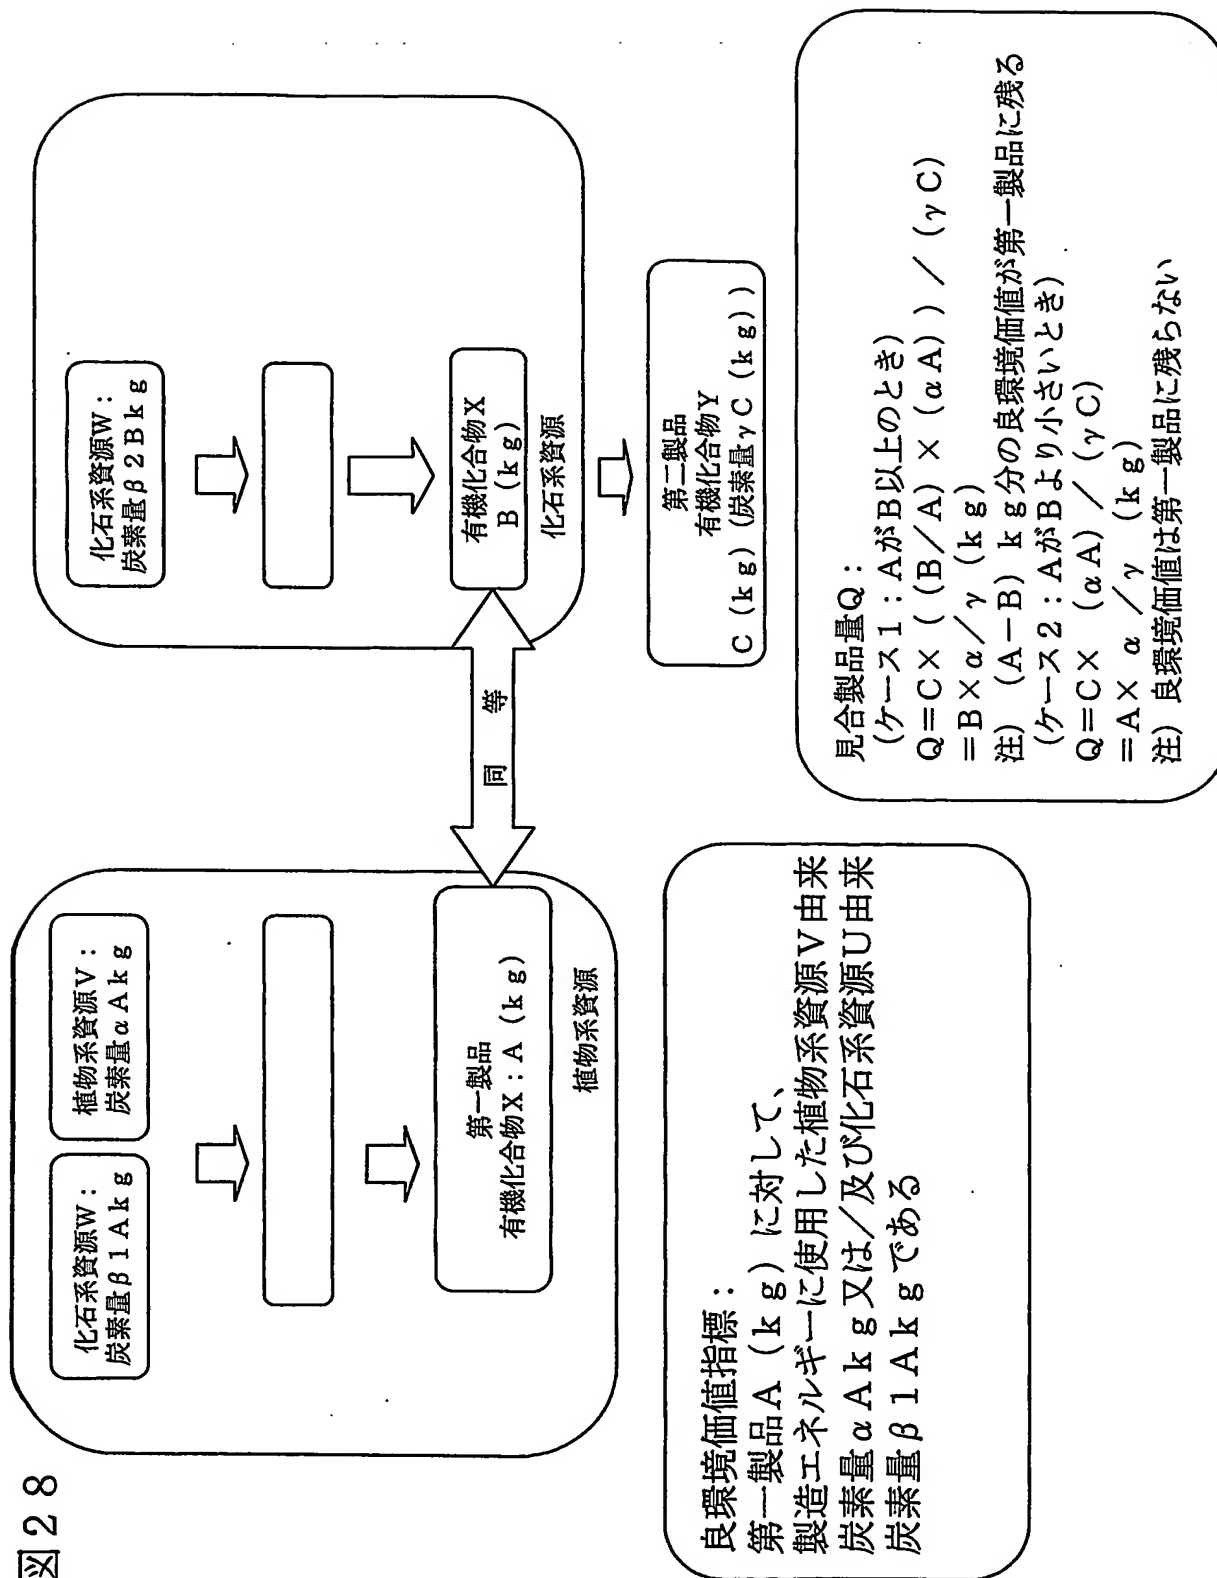 図２８
化石系資源W：
炭素量β１Ａｋｇ
植物系資源V：
炭素量αＡｋｇ
第一製品
有機化合物X：A（ｋｇ）
植物系資源
同　等
化石系資源W：
炭素量β２Ｂｋｇ
有機化合物X
B（ｋｇ）
化石系資源
第二製品
有機化合物Y
C（ｋｇ）（炭素量γC（ｋｇ））
良環境価値指標：
第一製品A（ｋｇ）に対して、
製造エネルギーに使用した植物系資源V由来
炭素量αAｋｇ又は／及び化石系資源U由来
炭素量β１Aｋｇである
見合製品量Q：
（ケース１：AがB以上のとき）
Q＝C×（（B／A）×（αA））／（γC）
＝B×α／γ（ｋｇ）
注）（A－B）ｋｇ分の良環境価値が第一製品に残る
（ケース２：AがBより小さいとき）
Q＝C×（αA）／（γC）
＝A×α／γ（ｋｇ）
注）良環境価値は第一製品に残らない